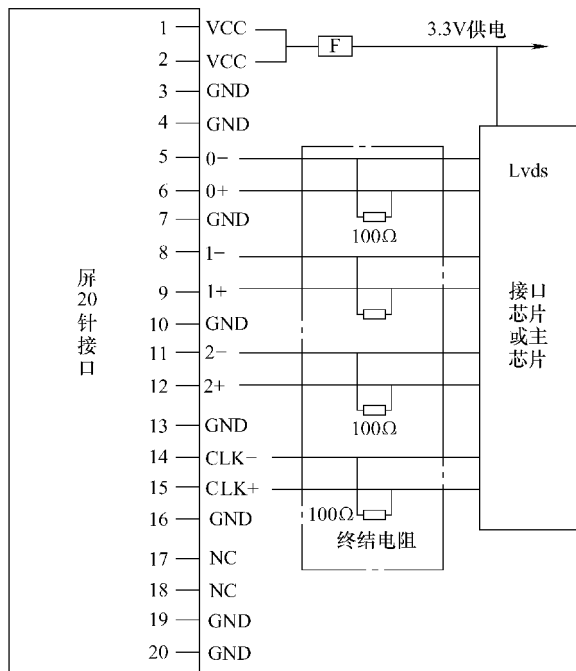 1 VCC
F
3.3V供电
2 VCC
3 GND
4 GND
5 0−
6 0+
7 GND
100Ω
8 1−
9 1+
10 GND
11 2−
12 2+
100Ω
13 GND
14 CLK−
15 CLK+
100Ω
16 GND
终结电阻
17 NC
18 NC
19 GND
20 GND
屏
20
针
接
口
Lvds
接口
芯片
或主
芯片